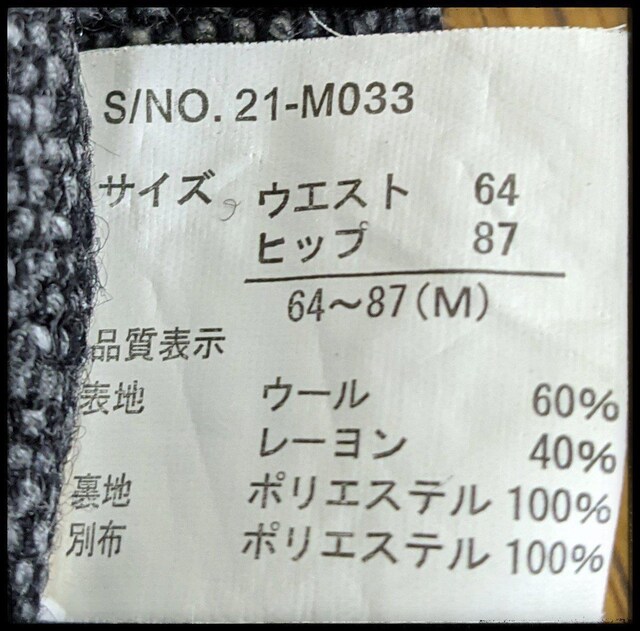 S/NO. 21-M033
サイズ ウエスト 64
ヒップ 87
64～87(M)
品質表示
表地 ウール 60%
レーヨン 40%
裏地 ポリエステル 100%
別布 ポリエステル 100%